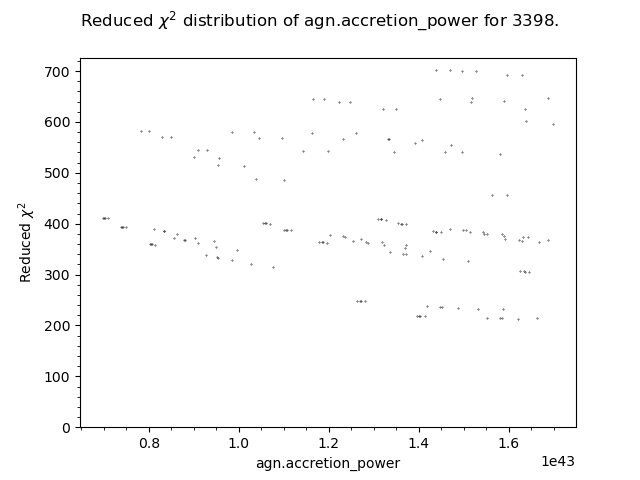 Reduced χ² distribution of agn.accretion_power for 3398.
700
600
500
400
300
200
100
0
Reduced χ²
0.8 1.0 1.2 1.4 1.6
1e43
agn.accretion_power